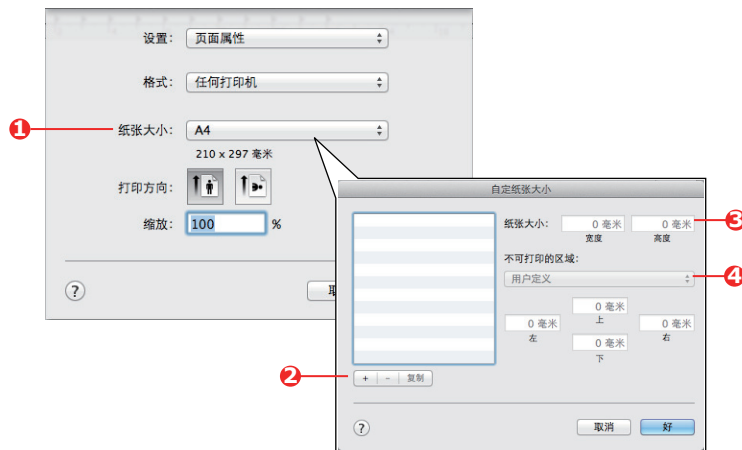 设置: 页面属性
格式: 任何打印机
1 纸张大小: A4
210 x 297 毫米
打印方向:
缩放: 100 %
?
自定纸张大小
纸张大小: 0 毫米 0 毫米 3
宽度 高度
不可打印的区域:
用户定义 4
0 毫米
上
0 毫米 0 毫米
左 右
0 毫米
下
2 + - 复制
? 取消 好